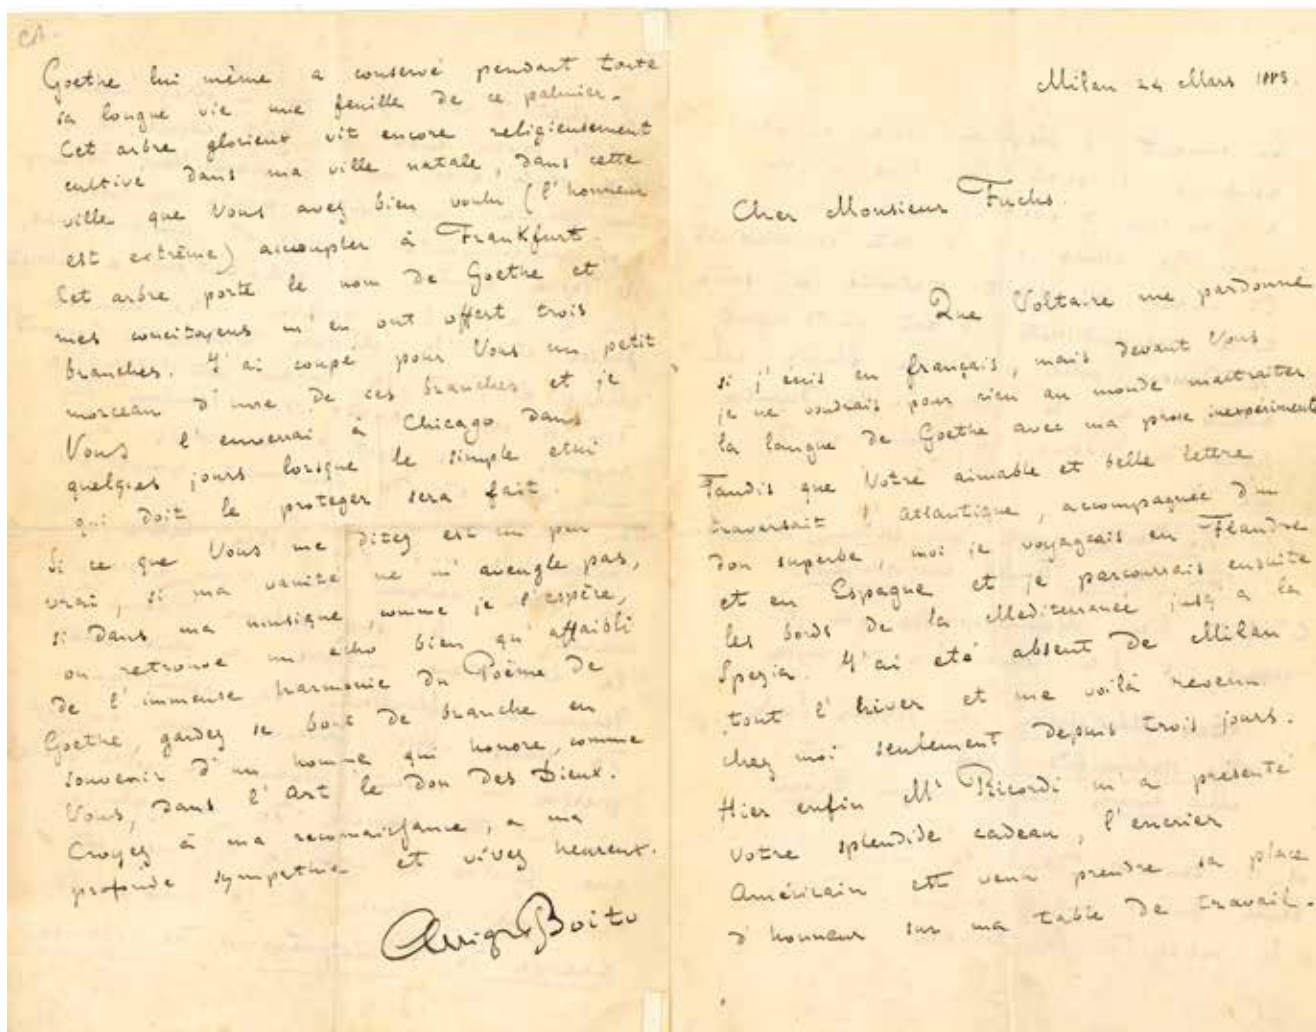 Goethe lui même a conservé pendant toute
sa longue vie une feuille de ce palmier.
Cet arbre glorieux vit encore religieusement
cultivé dans ma ville natale, dans cette
ville que Vous avez bien voulu (l'honneur
est extrême) accoupler à Frankfurt.
Cet arbre porte le nom de Goethe et
mes concitoyens m'en ont offert trois
branches. J'ai coupé pour Vous un petit
morceau d'une de ces branches et je
Vous l'enverrai à Chicago dans
quelques jours lorsque le simple etui
qui doit le proteger sera fait.
Si ce que Vous me ditez est un peu
vrai, si ma vanité ne m'aveugle pas,
si dans ma musique, comme je l'espère,
on retrouve un echo bien qu'affaibli
de l'immense harmonie du Poëme de
Goethe, gardez ce bout de branche en
souvenir d'un homme qui honore, comme
Vous, dans l'Art le don des Dieux.
Croyez à ma reconnaissance, a ma
profonde sympathie et vivez heureux.
Arrigo Boito
Milan 24 Mars 1883.
Cher Monsieur Fuchs.
Que Voltaire me pardonne
si j'écris en français, mais devant Vous
je ne voudrais pour rien au monde maltraiter
la langue de Goethe avec ma prose inexpérimenté
Tandis que Votre aimable et belle lettre
traversait l'Atlantique, accompagnée d'un
don superbe, moi je voyageais en Flandre
et en Espagne et je parcourrais ensuite
les bords de la Mediterranée jusq'a la
Spezia. J'ai eté absent de Milan
tout l'hiver et me voilà revenu
chez moi seulement depuis trois jours.
Hier enfin Mr Ricordi m'a présenté
Votre splendide cadeau, l'encrier
Américain est venu prendre sa place
d'honneur sur ma table de travail.